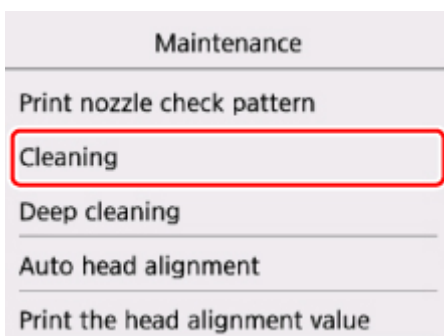 Maintenance
Print nozzle check pattern
Cleaning
Deep cleaning
Auto head alignment
Print the head alignment value